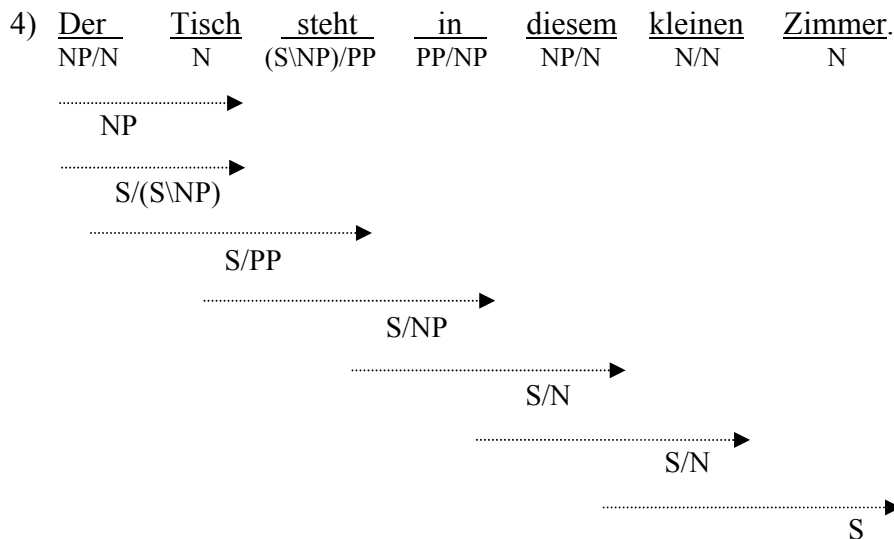 4) Der Tisch steht in diesem kleinen Zimmer.
NP/N N (S\NP)/PP PP/NP NP/N N/N N
NP
S/(S\NP)
S/PP
S/NP
S/N
S/N
S